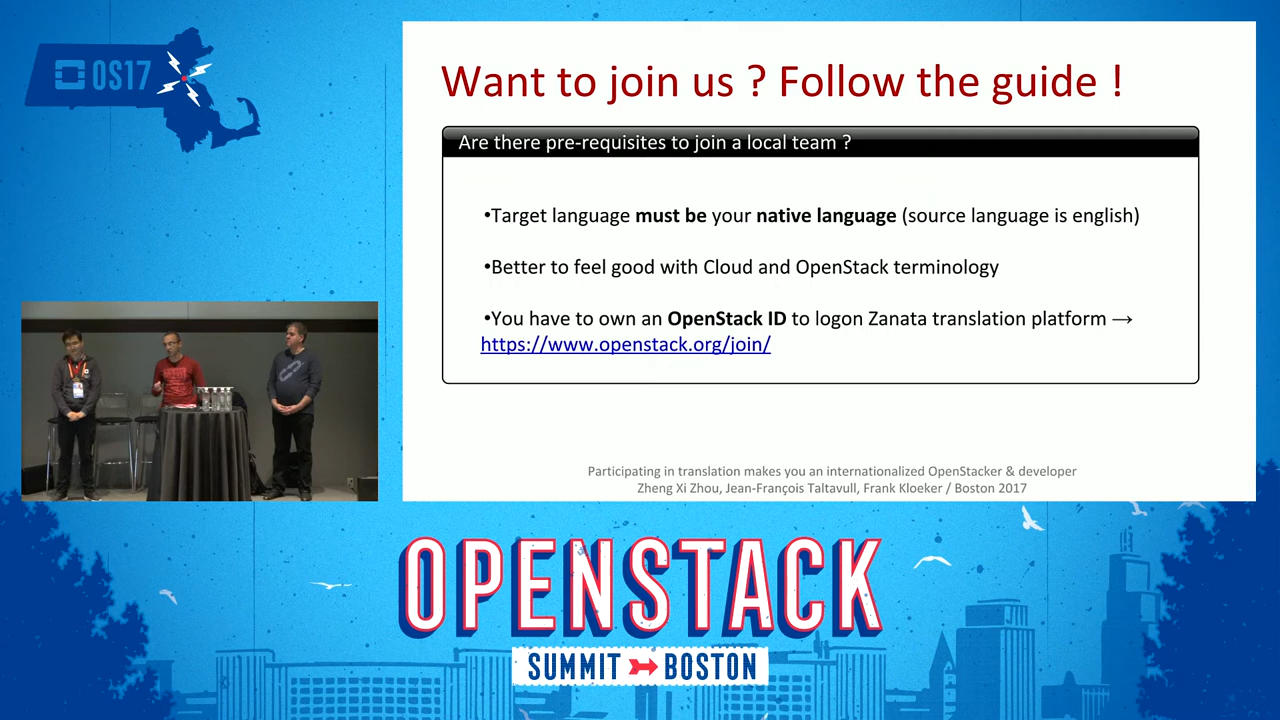 OS17
Want to join us ? Follow the guide !
Are there pre-requisites to join a local team ?
•Target language must be your native language (source language is english)
•Better to feel good with Cloud and OpenStack terminology
•You have to own an OpenStack ID to logon Zanata translation platform →
https://www.openstack.org/join/
Participating in translation makes you an internationalized OpenStacker & developer
Zheng Xi Zhou, Jean-François Taltavull, Frank Kloeker / Boston 2017
OPENSTACK
SUMMIT BOSTON